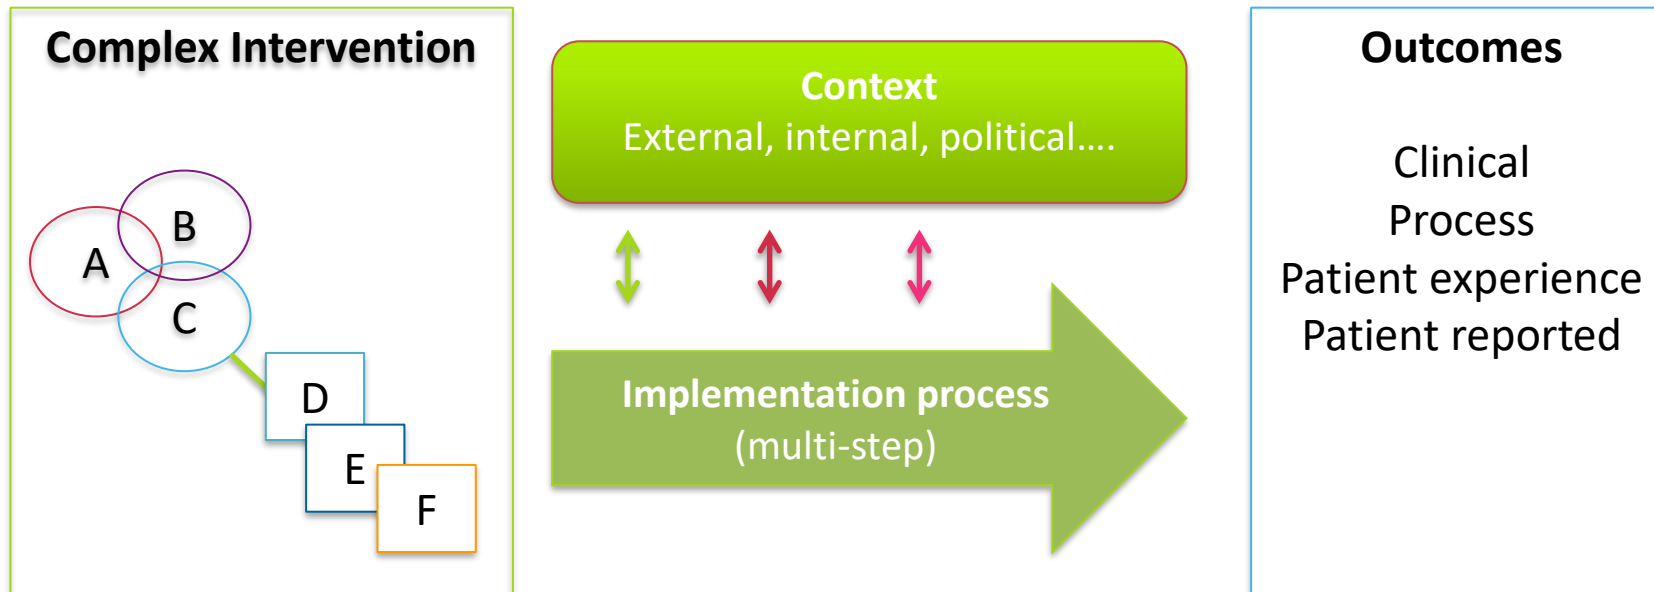 Complex Intervention
A
B
C
D
E
F
Context
External, internal, political....
Implementation process
(multi-step)
Outcomes
Clinical
Process
Patient experience
Patient reported